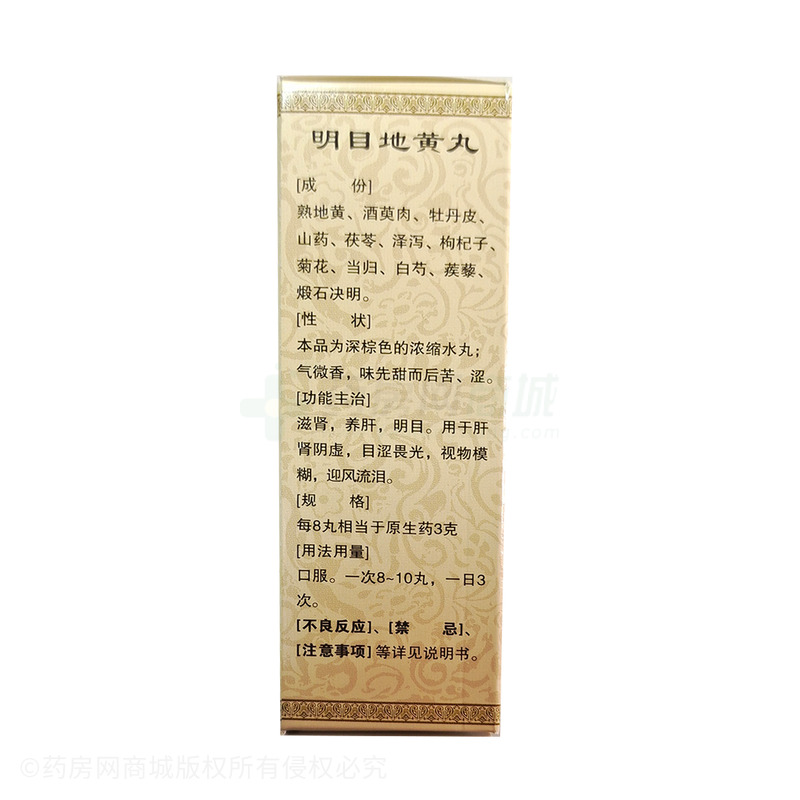 明目地黄丸
[成 份]
熟地黄、酒萸肉、牡丹皮、
山药、茯苓、泽泻、枸杞子、
菊花、当归、白芍、蒺藜、
煅石决明。
[性 状]
本品为深棕色的浓缩水丸；
气微香，味先甜而后苦、涩。
[功能主治]
滋肾，养肝，明目。用于肝
肾阴虚，目涩畏光，视物模
糊，迎风流泪。
[规 格]
每8丸相当于原生药3克
[用法用量]
口服。一次8~10丸，一日3
次。
[不良反应]、[禁 忌]、
[注意事项] 等详见说明书。
©药房网商城版权所有侵权必究